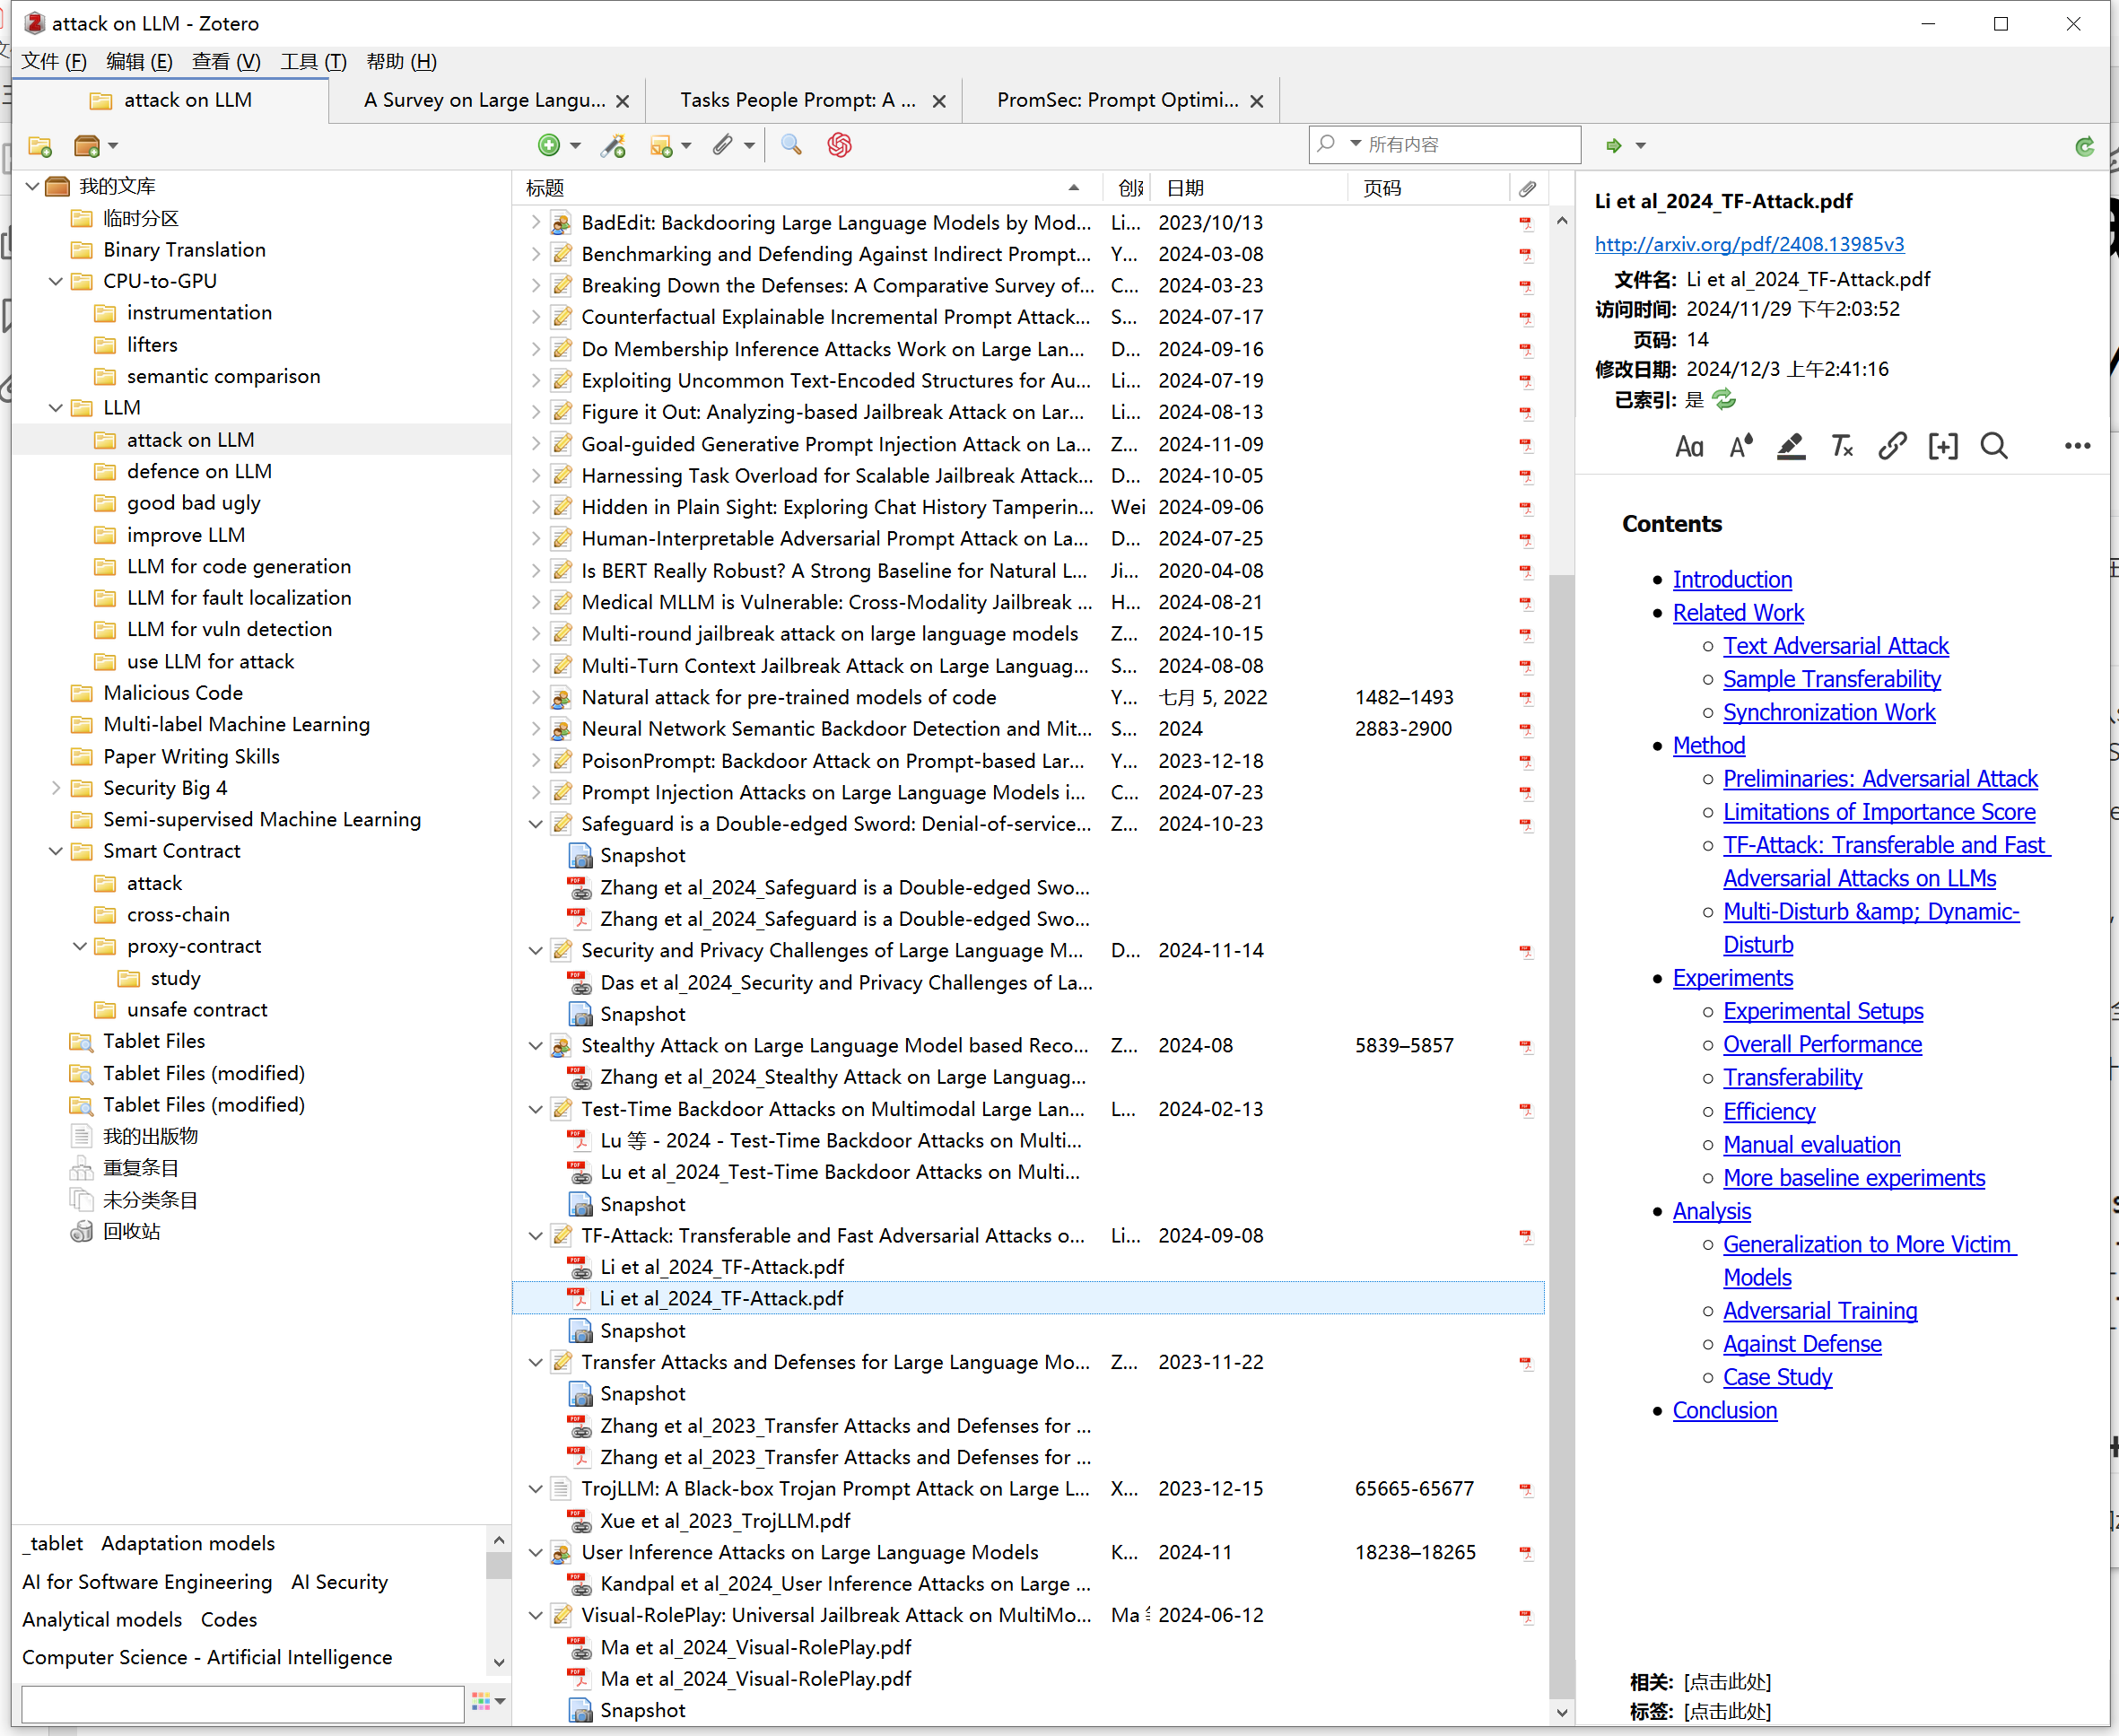 attack on LLM - Zotero
文件 (F) 编辑 (E) 查看 (V) 工具 (T) 帮助 (H)
attack on LLM
A Survey on Large Langu...
Tasks People Prompt: A ...
PromSec: Prompt Optimi...
所有内容
我的文库
临时分区
Binary Translation
CPU-to-GPU
instrumentation
lifters
semantic comparison
LLM
attack on LLM
defence on LLM
good bad ugly
improve LLM
LLM for code generation
LLM for fault localization
LLM for vuln detection
use LLM for attack
Malicious Code
Multi-label Machine Learning
Paper Writing Skills
Security Big 4
Semi-supervised Machine Learning
Smart Contract
attack
cross-chain
proxy-contract
study
unsafe contract
Tablet Files
Tablet Files (modified)
Tablet Files (modified)
我的出版物
重复条目
未分类条目
回收站
_tablet Adaptation models
AI for Software Engineering AI Security
Analytical models Codes
Computer Science - Artificial Intelligence
标题 日期 页码
BadEdit: Backdooring Large Language Models by Mod... Li... 2023/10/13
Benchmarking and Defending Against Indirect Prompt... Y... 2024-03-08
Breaking Down the Defenses: A Comparative Survey of... C... 2024-03-23
Counterfactual Explainable Incremental Prompt Attack... S... 2024-07-17
Do Membership Inference Attacks Work on Large Lan... D... 2024-09-16
Exploiting Uncommon Text-Encoded Structures for Au... Li... 2024-07-19
Figure it Out: Analyzing-based Jailbreak Attack on Lar... Li... 2024-08-13
Goal-guided Generative Prompt Injection Attack on La... Z... 2024-11-09
Harnessing Task Overload for Scalable Jailbreak Attack... D... 2024-10-05
Hidden in Plain Sight: Exploring Chat History Tamperin... Wei 2024-09-06
Human-Interpretable Adversarial Prompt Attack on La... D... 2024-07-25
Is BERT Really Robust? A Strong Baseline for Natural L... Ji... 2020-04-08
Medical MLLM is Vulnerable: Cross-Modality Jailbreak ... H... 2024-08-21
Multi-round jailbreak attack on large language models Z... 2024-10-15
Multi-Turn Context Jailbreak Attack on Large Languag... S... 2024-08-08
Natural attack for pre-trained models of code Y... 七月 5, 2022 1482–1493
Neural Network Semantic Backdoor Detection and Mit... S... 2024 2883-2900
PoisonPrompt: Backdoor Attack on Prompt-based Lar... Y... 2023-12-18
Prompt Injection Attacks on Large Language Models i... C... 2024-07-23
Safeguard is a Double-edged Sword: Denial-of-service... Z... 2024-10-23
Snapshot
Zhang et al_2024_Safeguard is a Double-edged Swo...
Zhang et al_2024_Safeguard is a Double-edged Swo...
Security and Privacy Challenges of Large Language M... D... 2024-11-14
Das et al_2024_Security and Privacy Challenges of La...
Snapshot
Stealthy Attack on Large Language Model based Reco... Z... 2024-08 5839–5857
Zhang et al_2024_Stealthy Attack on Large Languag...
Test-Time Backdoor Attacks on Multimodal Large Lan... L... 2024-02-13
Lu 等 - 2024 - Test-Time Backdoor Attacks on Multi...
Lu et al_2024_Test-Time Backdoor Attacks on Multi...
Snapshot
TF-Attack: Transferable and Fast Adversarial Attacks o... Li... 2024-09-08
Li et al_2024_TF-Attack.pdf
Li et al_2024_TF-Attack.pdf
Snapshot
Transfer Attacks and Defenses for Large Language Mo... Z... 2023-11-22
Snapshot
Zhang et al_2023_Transfer Attacks and Defenses for ...
Zhang et al_2023_Transfer Attacks and Defenses for ...
TrojLLM: A Black-box Trojan Prompt Attack on Large L... X... 2023-12-15 65665-65677
Xue et al_2023_TrojLLM.pdf
User Inference Attacks on Large Language Models K... 2024-11 18238–18265
Kandpal et al_2024_User Inference Attacks on Large ...
Visual-RolePlay: Universal Jailbreak Attack on MultiMo... Ma 2024-06-12
Ma et al_2024_Visual-RolePlay.pdf
Ma et al_2024_Visual-RolePlay.pdf
Snapshot
Li et al_2024_TF-Attack.pdf
http://arxiv.org/pdf/2408.13985v3
文件名: Li et al_2024_TF-Attack.pdf
访问时间: 2024/11/29 下午2:03:52
页码: 14
修改日期: 2024/12/3 上午2:41:16
已索引: 是
Contents
Introduction
Related Work
Text Adversarial Attack
Sample Transferability
Synchronization Work
Method
Preliminaries: Adversarial Attack
Limitations of Importance Score
TF-Attack: Transferable and Fast
Adversarial Attacks on LLMs
Multi-Disturb &amp; Dynamic-
Disturb
Experiments
Experimental Setups
Overall Performance
Transferability
Efficiency
Manual evaluation
More baseline experiments
Analysis
Generalization to More Victim
Models
Adversarial Training
Against Defense
Case Study
Conclusion
相关: [点击此处]
标签: [点击此处]